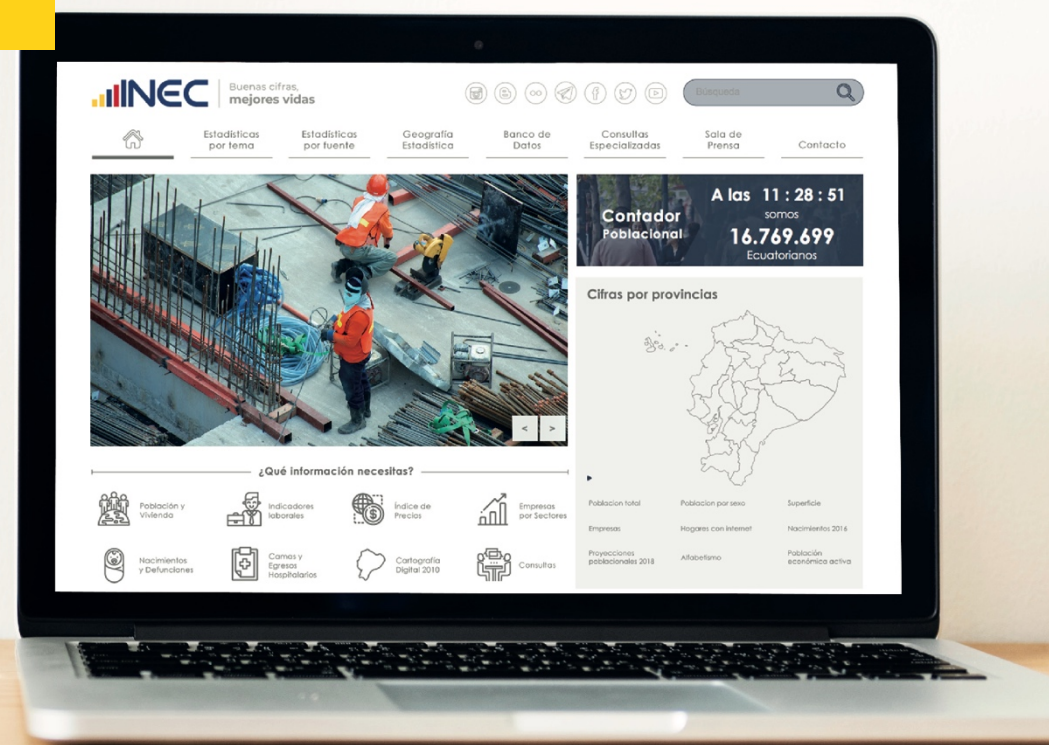 INEC
Buenas cifras,
mejores vidas
Búsqueda
Estadísticas
por tema
Estadísticas
por fuente
Geografía
Estadística
Banco de
Datos
Consultas
Especializadas
Sala de
Prensa
Contacto
Contador
Poblacional
A las 11 : 28 : 51
somos
16.769.699
Ecuatorianos
Cifras por provincias
< >
¿Qué información necesitas?
Población y
Vivienda
Indicadores
laborales
Índice de
Precios
Empresas
por Sectores
Nacimientos
y Defunciones
Camas y
Egresos
Hospitalarios
Cartografía
Digital 2010
Consultas
Poblacion total
Poblacion por sexo
Superficie
Empresas
Hogares con internet
Nacimientos 2016
Proyecciones
poblacionales 2018
Alfabetismo
Población
económica activa